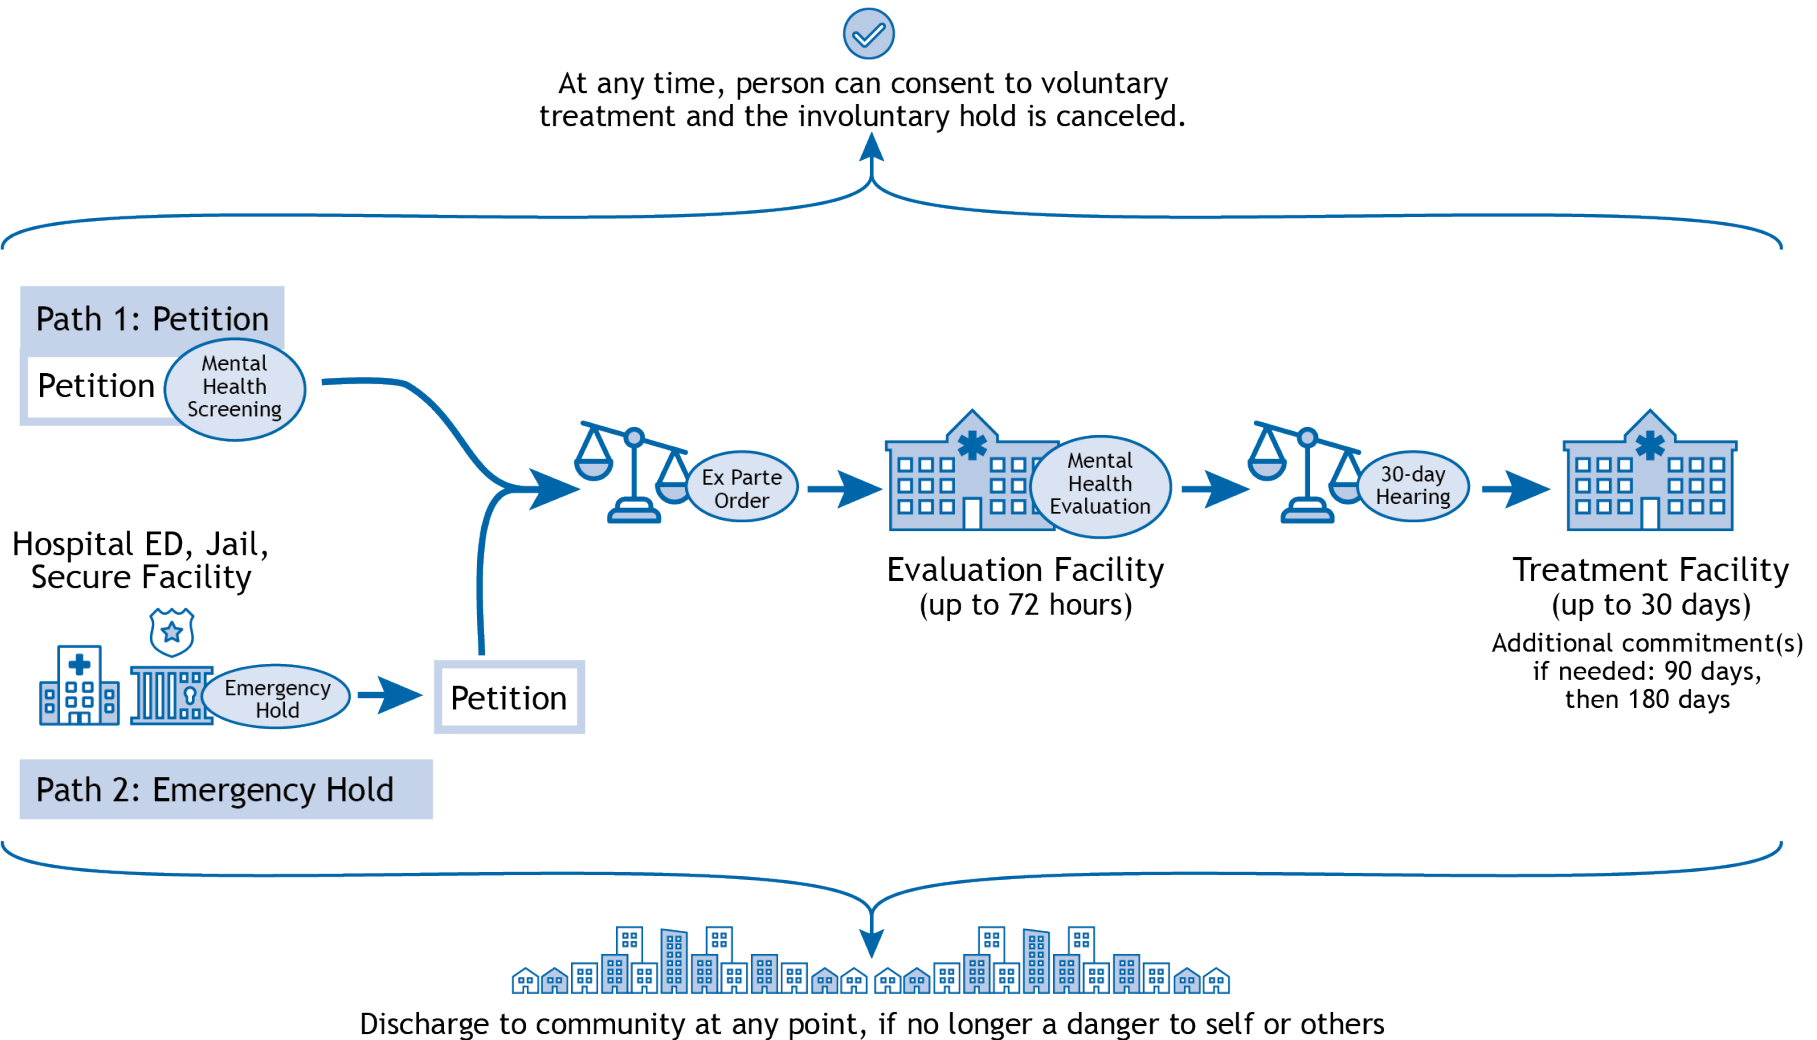 At any time, person can consent to voluntary
treatment and the involuntary hold is canceled.
Path 1: Petition
Petition
Mental
Health
Screening
Hospital ED, Jail,
Secure Facility
Emergency
Hold
Petition
Path 2: Emergency Hold
Ex Parte
Order
Mental
Health
Evaluation
Evaluation Facility
(up to 72 hours)
30-day
Hearing
Treatment Facility
(up to 30 days)
Additional commitment(s)
if needed: 90 days,
then 180 days
Discharge to community at any point, if no longer a danger to self or others